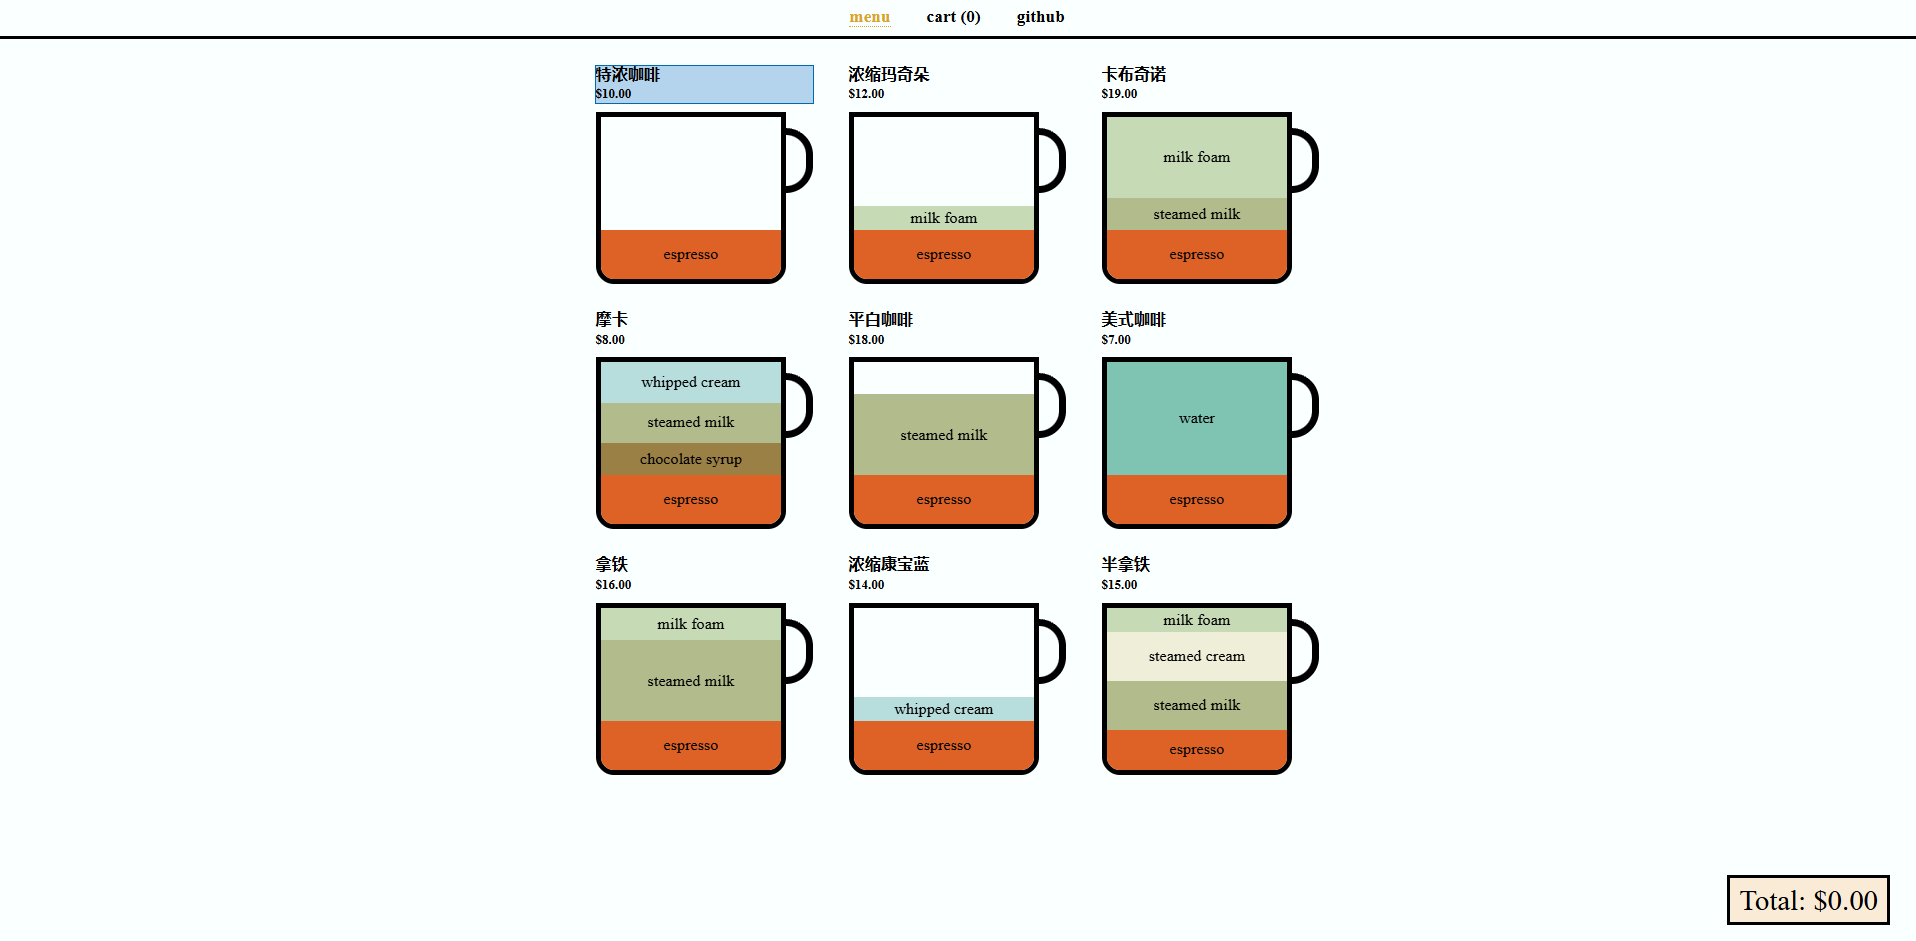 menu cart (0) github
特浓咖啡
$10.00
espresso
浓缩玛奇朵
$12.00
milk foam
espresso
卡布奇诺
$19.00
milk foam
steamed milk
espresso
摩卡
$8.00
whipped cream
steamed milk
chocolate syrup
espresso
平白咖啡
$18.00
steamed milk
espresso
美式咖啡
$7.00
water
espresso
拿铁
$16.00
milk foam
steamed milk
espresso
浓缩康宝蓝
$14.00
whipped cream
espresso
半拿铁
$15.00
milk foam
steamed cream
steamed milk
espresso
Total: $0.00